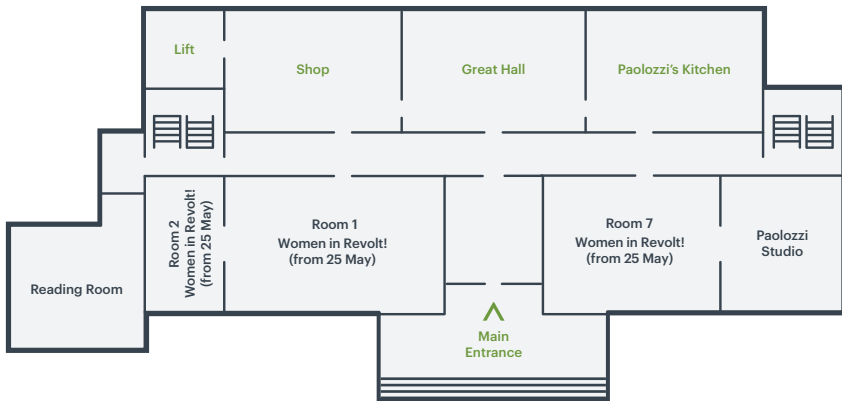 Lift
Shop
Great Hall
Paolozzi's Kitchen
Room 2
Women in Revolt!
(from 25 May)
Room 1
Women in Revolt!
(from 25 May)
Room 7
Women in Revolt!
(from 25 May)
Paolozzi
Studio
Reading Room
Main
Entrance